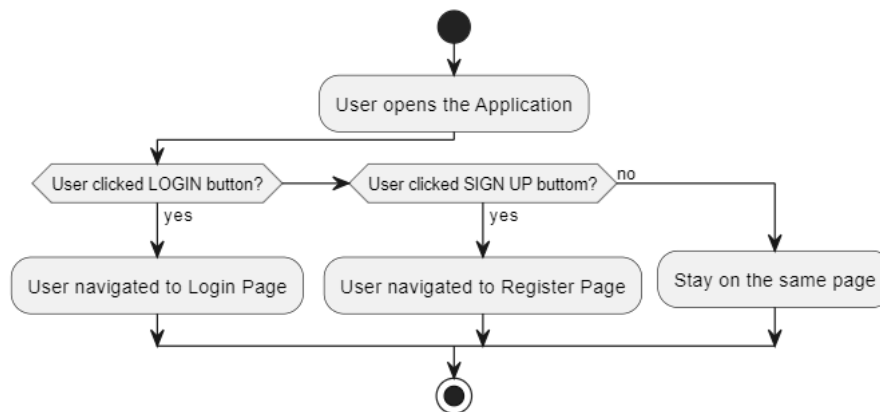 User opens the Application
User clicked LOGIN button?
User clicked SIGN UP buttom?
no
yes
yes
User navigated to Login Page
User navigated to Register Page
Stay on the same page